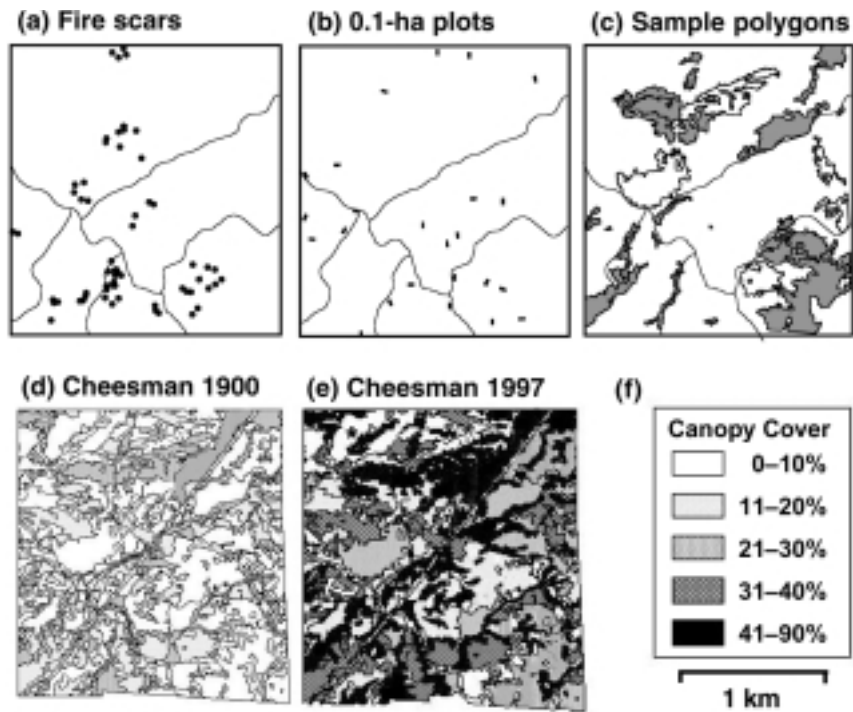 (a) Fire scars
(b) 0.1-ha plots
(c) Sample polygons
(d) Cheesman 1900
(e) Cheesman 1997
(f)
Canopy Cover
0–10%
11–20%
21–30%
31–40%
41–90%
1 km